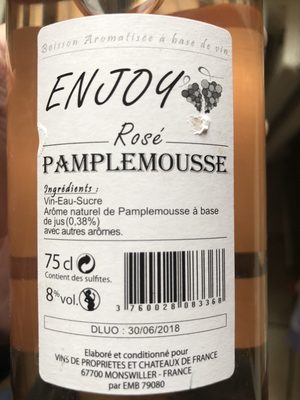 Boisson Aromatisée à base de vin
ENJOY
Rosé
PAMPLEMOUSSE
Ingrédients :
Vin-Eau-Sucre
Arôme naturel de Pamplemousse à base
de jus (0,38%)
avec autres arômes.
75 cl
Contient des sulfites.
8%vol.
3 760028 083368
DLUO : 30/06/2018
Elaboré et conditionné pour
VINS DE PROPRIETES ET CHATEAUX DE FRANCE
67700 MONSWILLER - FRANCE
par EMB 79080